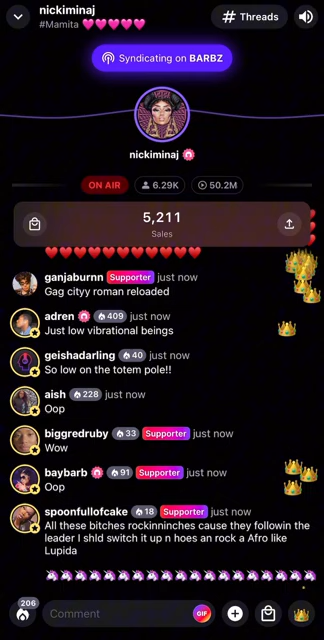 nickiminaj
#Mamita 💗💗💗💗💗
Threads
Syndicating on BARBZ
nickiminaj
ON AIR
6.29K
50.2M
5,211
Sales
ganjaburnn Supporter just now
Gag cityy roman reloaded
adren 409 just now
Just low vibrational beings
geishadarling 40 just now
So low on the totem pole!!
aish 228 just now
Oop
biggredruby 33 Supporter just now
Wow
baybarb 91 Supporter just now
Oop
spoonfullofcake 18 Supporter just now
All these bitches rockinninches cause they followin the
leader I shld switch it up n hoes an rock a Afro like
Lupida
206
Comment
GIF